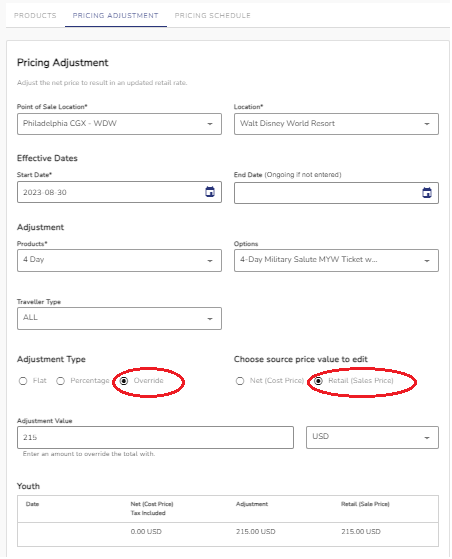 PRODUCTS PRICING ADJUSTMENT PRICING SCHEDULE
Pricing Adjustment
Adjust the net price to result in an updated retail rate.
Point of Sale Location* Location*
Philadelphia CGX - WDW Walt Disney World Resort
Effective Dates
Start Date* End Date (Ongoing if not entered)
2023-08-30
Adjustment
Products* Options
4 Day 4-Day Military Salute MYW Ticket w...
Traveller Type
ALL
Adjustment Type Choose source price value to edit
Flat Percentage Override Net (Cost Price) Retail (Sales Price)
Adjustment Value
215 USD
Enter an amount to override the total with.
Youth
Date Net (Cost Price) Adjustment Retail (Sale Price)
Tax Included
0.00 USD 215.00 USD 215.00 USD